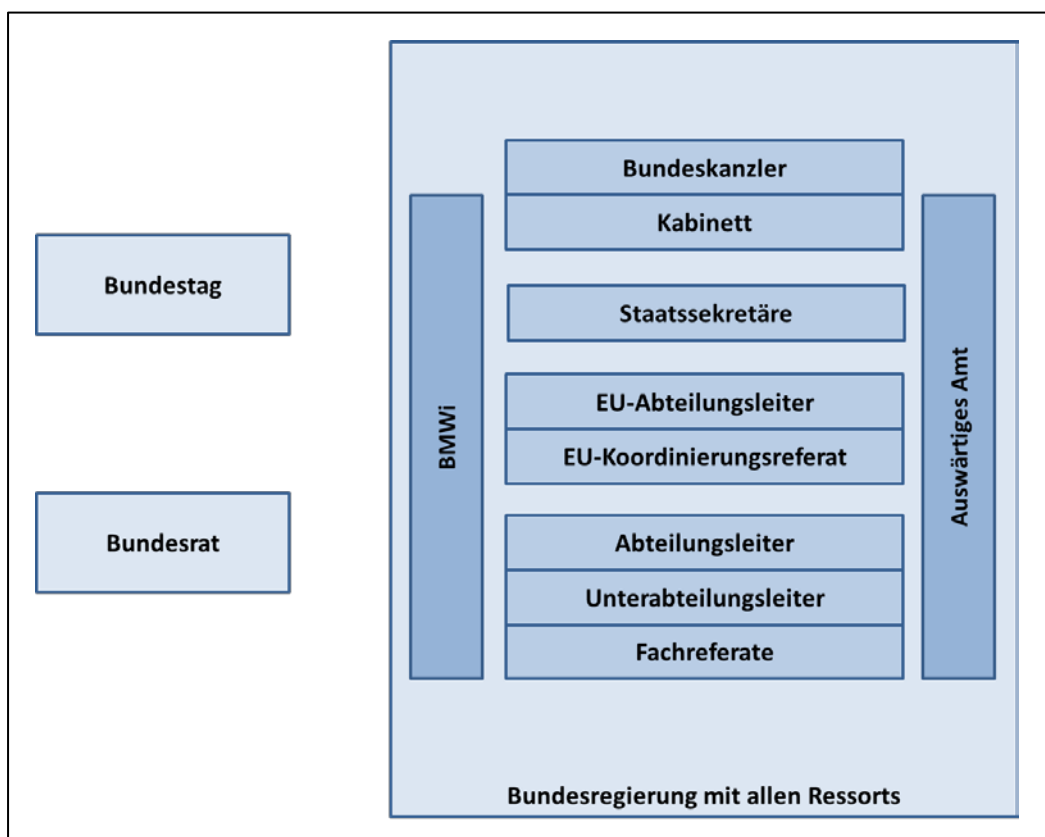 Bundestag
Bundesrat
BMWi
Bundeskanzler
Kabinett
Staatssekretäre
EU-Abteilungsleiter
EU-Koordinierungsreferat
Abteilungsleiter
Unterabteilungsleiter
Fachreferate
Auswärtiges Amt
Bundesregierung mit allen Ressorts